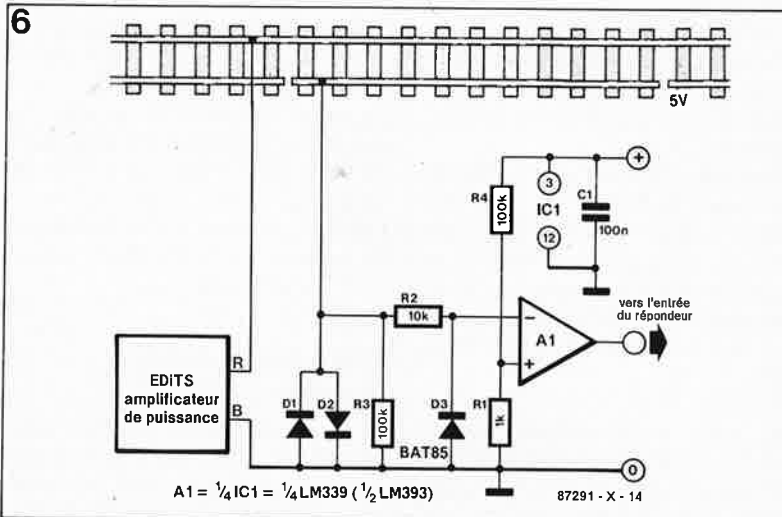 6
5V
+
R4
100k
3
IC1
12
C1
100n
R2
10k
vers l'entrée
du répondeur
−
A1
+
EDiTS
amplificateur
de puissance
R
B
D1
D2
R3
100k
D3
BAT85
R1
1k
0
A1 = 1/4 IC1 = 1/4 LM339 ( 1/2 LM393)
87291 - X - 14